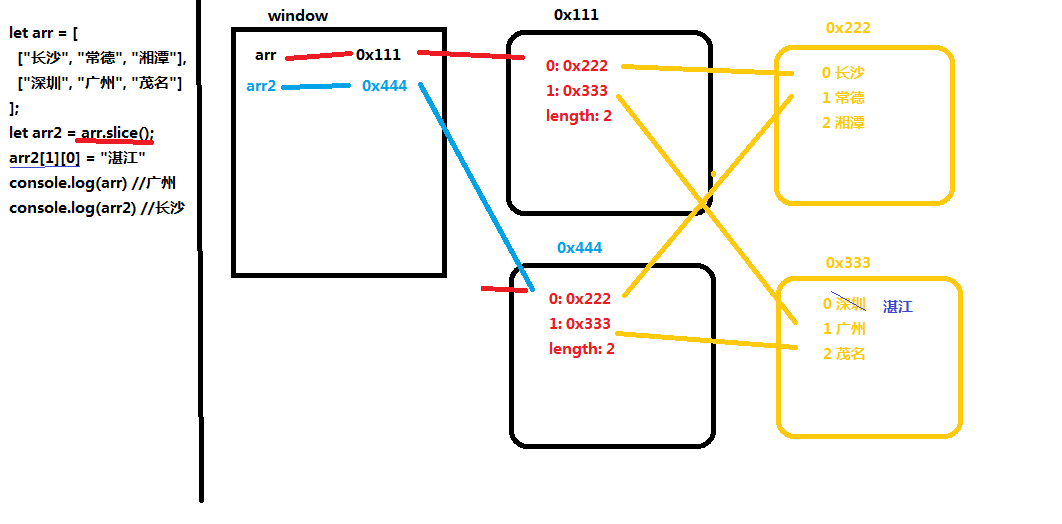 let arr = [
["长沙", "常德", "湘潭"],
["深圳", "广州", "茂名"]
];
let arr2 = arr.slice();
arr2[1][0] = "湛江"
console.log(arr) //广州
console.log(arr2) //长沙
window
arr 0x111
arr2 0x444
0x111
0: 0x222
1: 0x333
length: 2
0x222
0 长沙
1 常德
2 湘潭
0x444
0: 0x222
1: 0x333
length: 2
0x333
0 深圳 湛江
1 广州
2 茂名